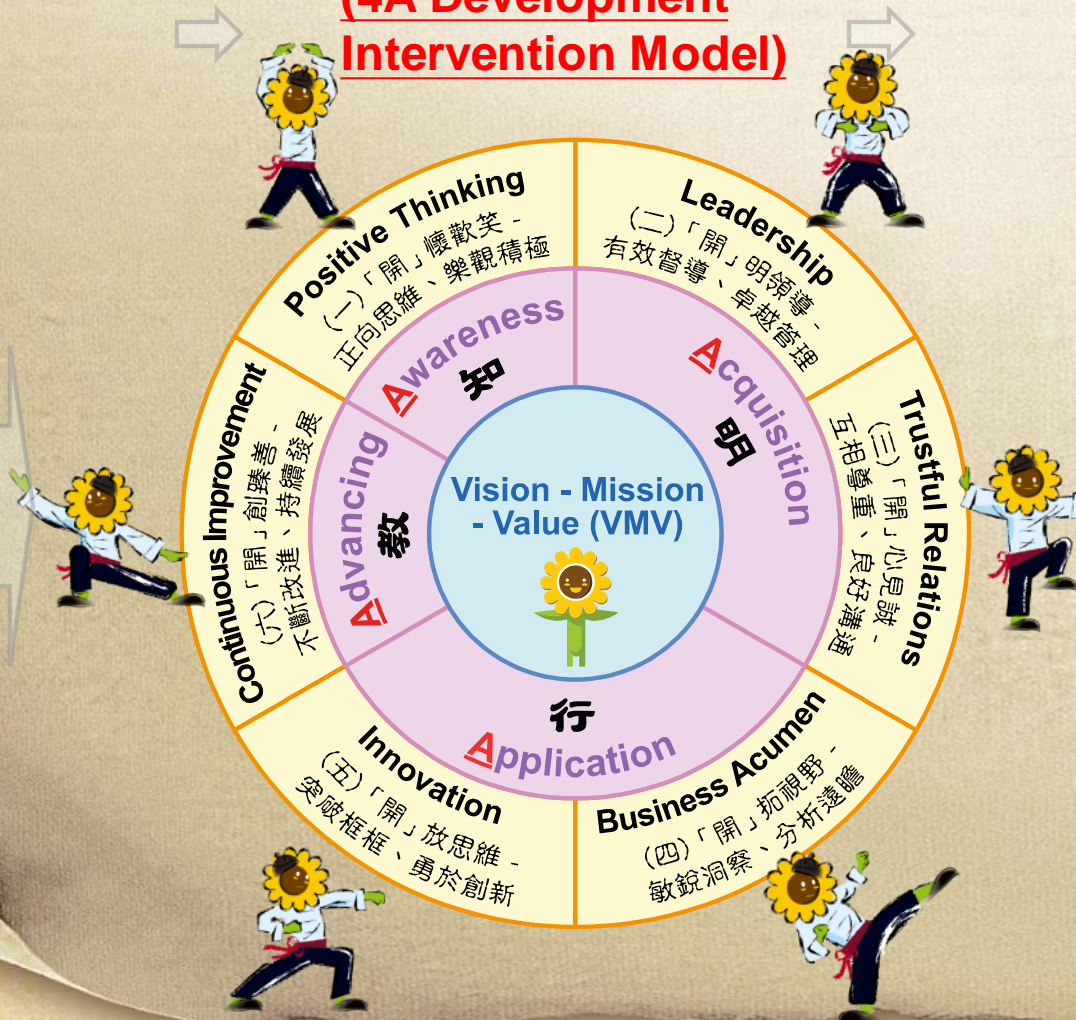 (4A Development
Intervention Model)
Positive Thinking
(一)「開」懷歡笑 -
正向思維、樂觀積極
Leadership
(二)「開」明領導 -
有效督導、卓越管理
Trustful Relations
(三)「開」心見誠 -
互相尊重、良好溝通
Business Acumen
(四)「開」拓視野 -
敏銳洞察、分析遠瞻
Innovation
(五)「開」放思維 -
突破框框、勇於創新
Continuous Improvement
(六)「開」創臻善 -
不斷改進、持續發展
Awareness
知
Acquisition
明
Application
行
Advancing
教
Vision - Mission
- Value (VMV)